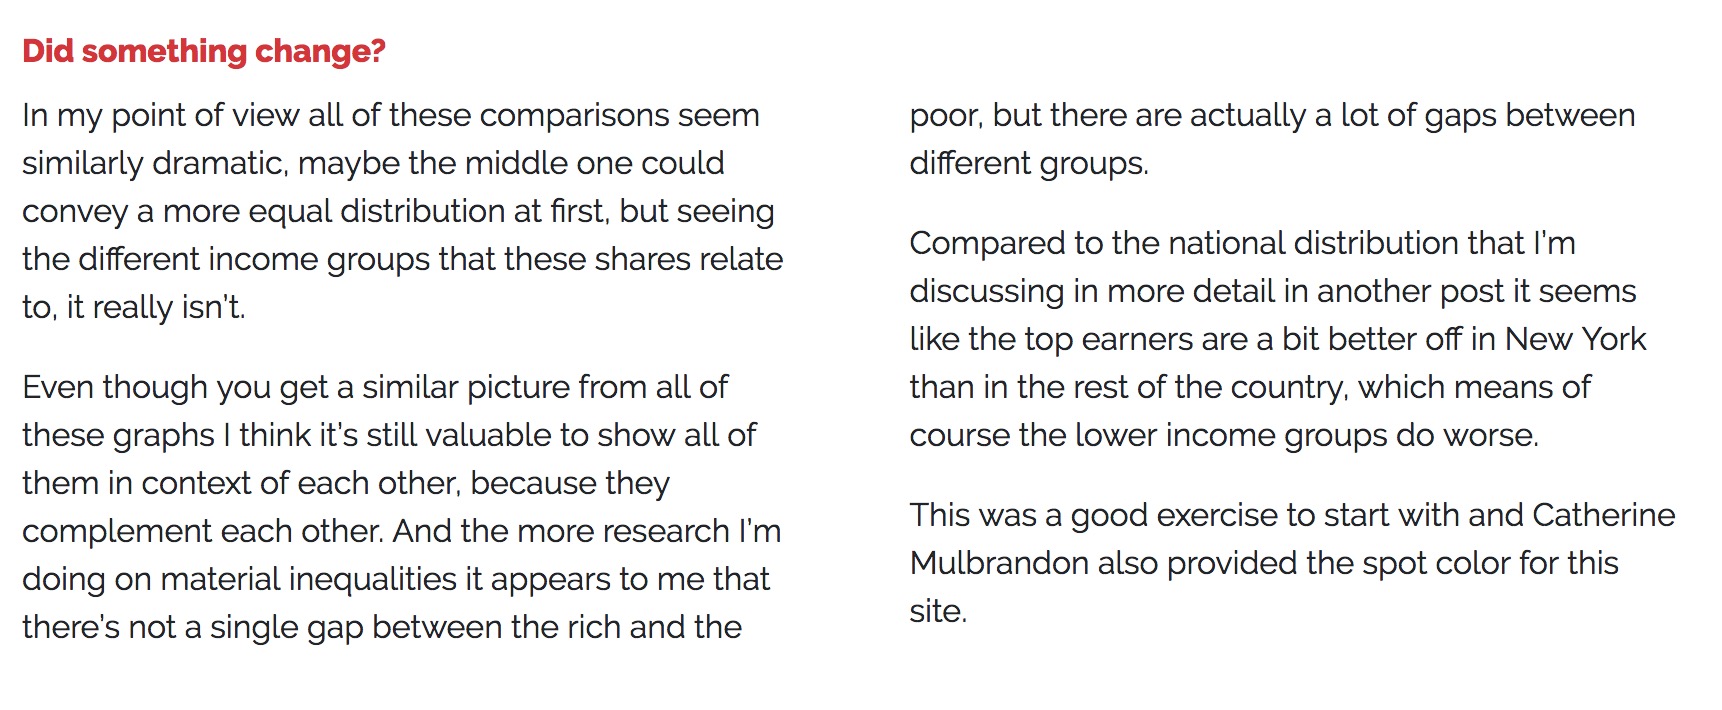 Did something change?
In my point of view all of these comparisons seem
similarly dramatic, maybe the middle one could
convey a more equal distribution at first, but seeing
the different income groups that these shares relate
to, it really isn’t.
Even though you get a similar picture from all of
these graphs I think it’s still valuable to show all of
them in context of each other, because they
complement each other. And the more research I’m
doing on material inequalities it appears to me that
there’s not a single gap between the rich and the
poor, but there are actually a lot of gaps between
different groups.
Compared to the national distribution that I’m
discussing in more detail in another post it seems
like the top earners are a bit better off in New York
than in the rest of the country, which means of
course the lower income groups do worse.
This was a good exercise to start with and Catherine
Mulbrandon also provided the spot color for this
site.